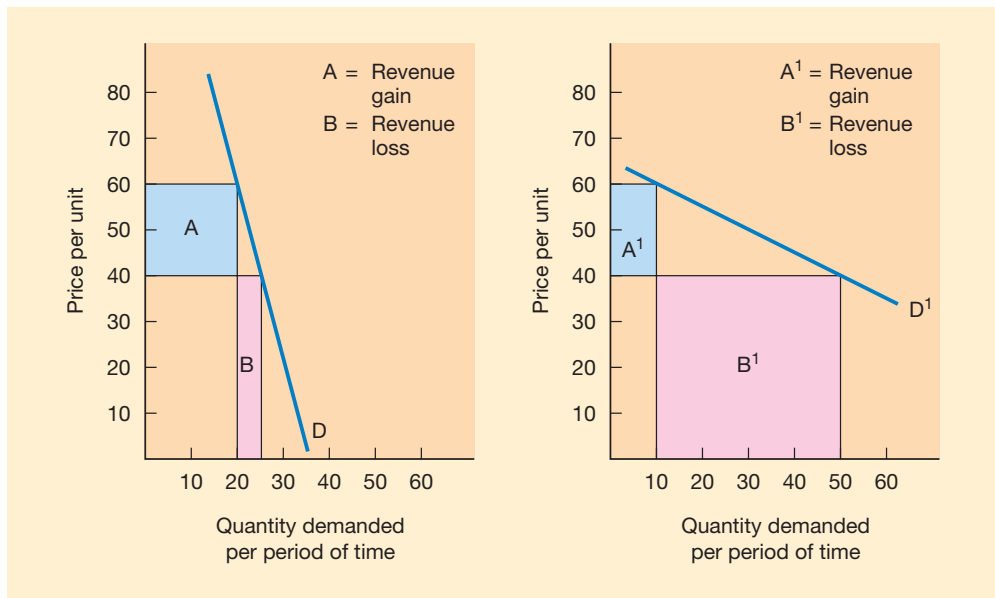 A = Revenue
gain
B = Revenue
loss
80
70
60
50
40
30
20
10
Price per unit
A
B
D
10 20 30 40 50 60
Quantity demanded
per period of time
A¹ = Revenue
gain
B¹ = Revenue
loss
80
70
60
50
40
30
20
10
Price per unit
A¹
B¹
D¹
10 20 30 40 50 60
Quantity demanded
per period of time